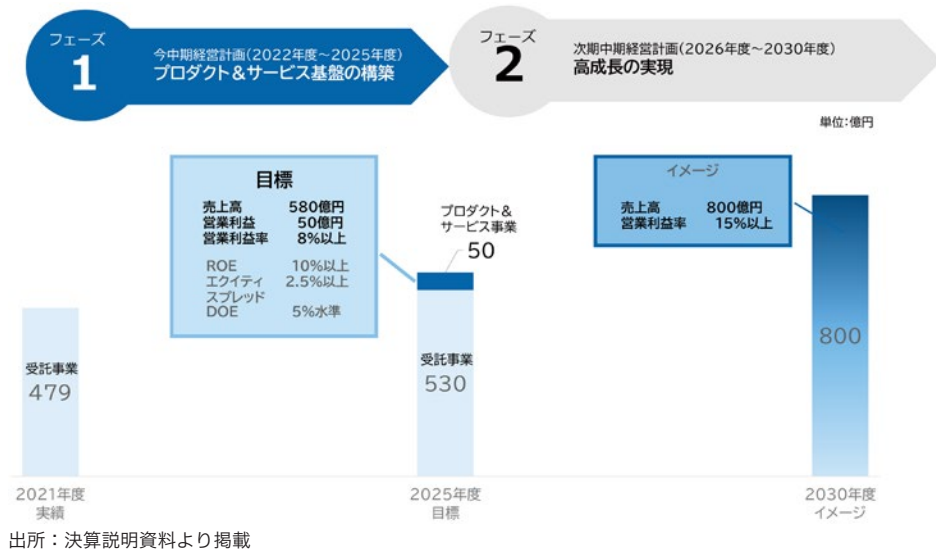 フェーズ
1
今中期経営計画(2022年度～2025年度)
プロダクト&サービス基盤の構築
フェーズ
2
次期中期経営計画(2026年度～2030年度)
高成長の実現
単位:億円
目標
売上高 580億円
営業利益 50億円
営業利益率 8%以上
ROE 10%以上
エクイティ 2.5%以上
スプレッド
DOE 5%水準
プロダクト&
サービス事業
50
イメージ
売上高 800億円
営業利益率 15%以上
受託事業
479
受託事業
530
800
2021年度
実績
2025年度
目標
2030年度
イメージ
出所：決算説明資料より掲載